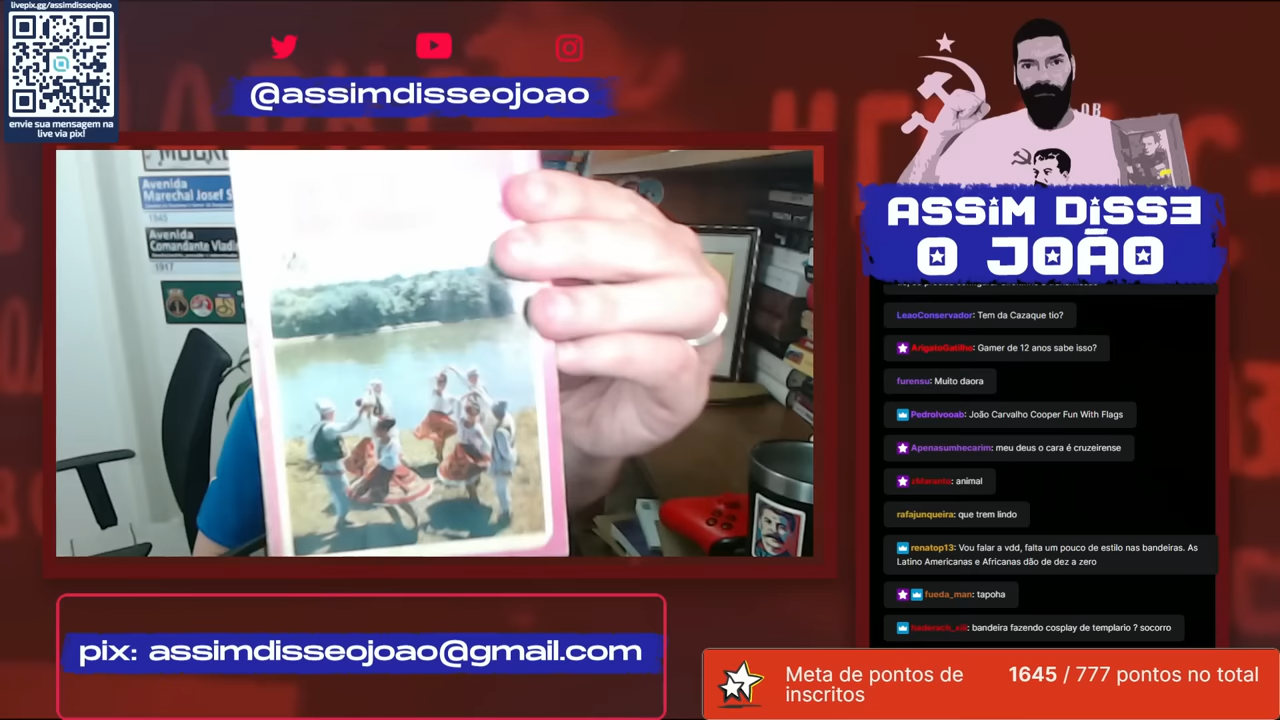 livepix.gg/assimdisseojoao
envie sua mensagem na
live via pix!
@assimdisseojoao
Avenida
Marechal Josef S
1945
Avenida
Comandante Vladi
1917
ASSIM DISSE
O JOÃO
LeaoConservador: Tem da Cazaque tio?
ArigatoGatilho: Gamer de 12 anos sabe isso?
furensu: Muito daora
Pedrolvooab: João Carvalho Cooper Fun With Flags
Apenasumhecarim: meu deus o cara é cruzeirense
: animal
rafajunqueira: que trem lindo
renatop13: Vou falar a vdd, falta um pouco de estilo nas bandeiras. As
Latino Americanas e Africanas dão de dez a zero
fueda_man: tapoha
: bandeira fazendo cosplay de templario ? socorro
pix: assimdisseojoao@gmail.com
Meta de pontos de
inscritos
1645 / 777 pontos no total